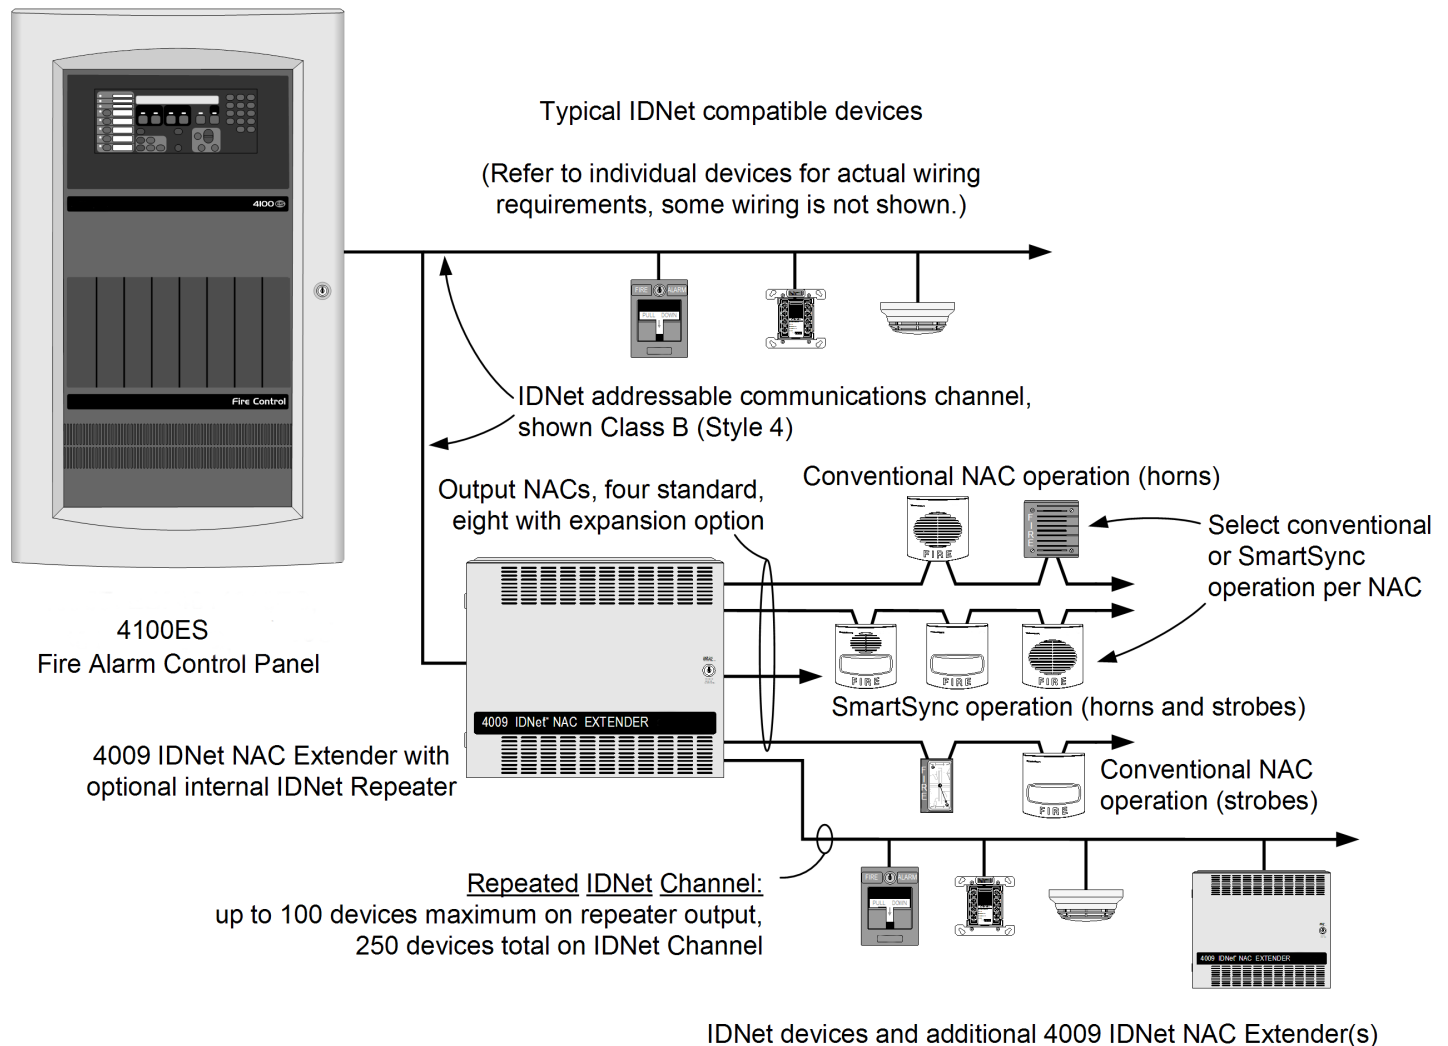 Typical IDNet compatible devices
(Refer to individual devices for actual wiring
requirements, some wiring is not shown.)
4100
Fire Control
FIRE ALARM
PULL DOWN
IDNet addressable communications channel,
shown Class B (Style 4)
4100ES
Fire Alarm Control Panel
Output NACs, four standard,
eight with expansion option
Conventional NAC operation (horns)
FIRE
FIRE
Select conventional
or SmartSync
operation per NAC
FIRE
FIRE
FIRE
SmartSync operation (horns and strobes)
4009 IDNet NAC EXTENDER
4009 IDNet NAC Extender with
optional internal IDNet Repeater
FIRE
FIRE
Conventional NAC
operation (strobes)
Repeated IDNet Channel:
up to 100 devices maximum on repeater output,
250 devices total on IDNet Channel
FIRE ALARM
PULL DOWN
4009 IDNet NAC EXTENDER
IDNet devices and additional 4009 IDNet NAC Extender(s)